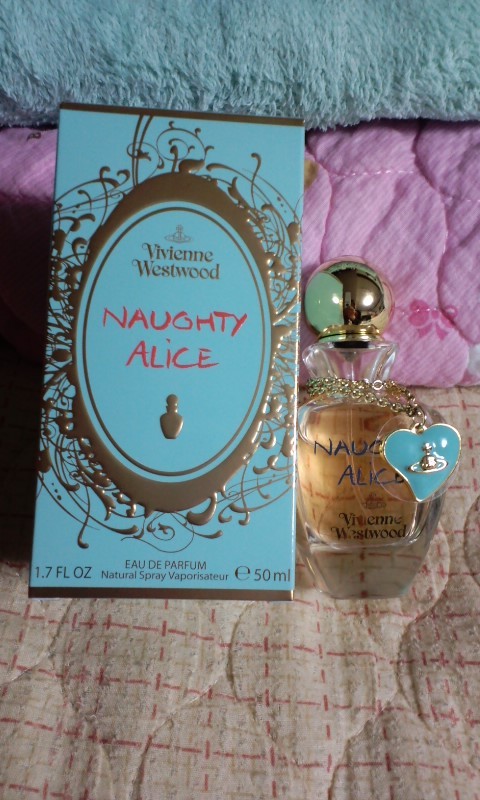 Vivienne
Westwood
NAUGHTY
ALICE
EAU DE PARFUM
1.7 FL OZ Natural Spray Vaporisateur ℮ 50 ml
NAUG
ALICE
Vivienne
Westwood